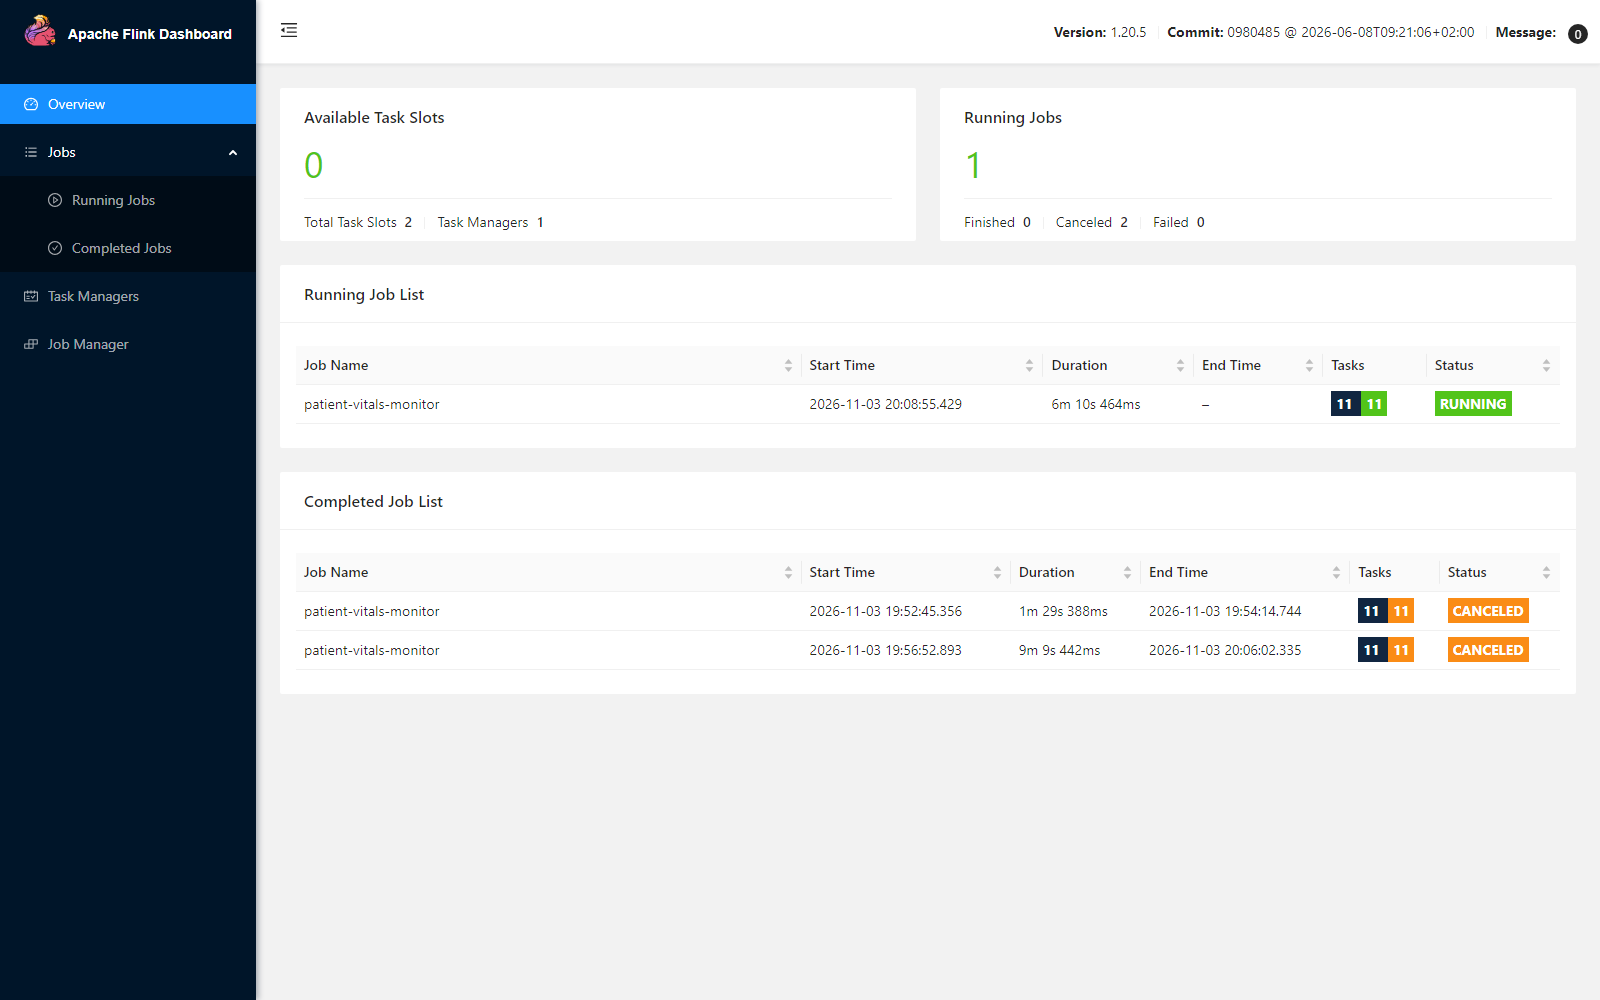 Apache Flink Dashboard
Version: 1.20.5 Commit: 0980485 @ 2026-06-08T09:21:06+02:00 Message: 0
Overview
Jobs
Running Jobs
Completed Jobs
Task Managers
Job Manager
Available Task Slots
0
Total Task Slots 2 Task Managers 1
Running Jobs
1
Finished 0 Canceled 2 Failed 0
Running Job List
Job Name Start Time Duration End Time Tasks Status
patient-vitals-monitor 2026-11-03 20:08:55.429 6m 10s 464ms – 11 11 RUNNING
Completed Job List
Job Name Start Time Duration End Time Tasks Status
patient-vitals-monitor 2026-11-03 19:52:45.356 1m 29s 388ms 2026-11-03 19:54:14.744 11 11 CANCELED
patient-vitals-monitor 2026-11-03 19:56:52.893 9m 9s 442ms 2026-11-03 20:06:02.335 11 11 CANCELED